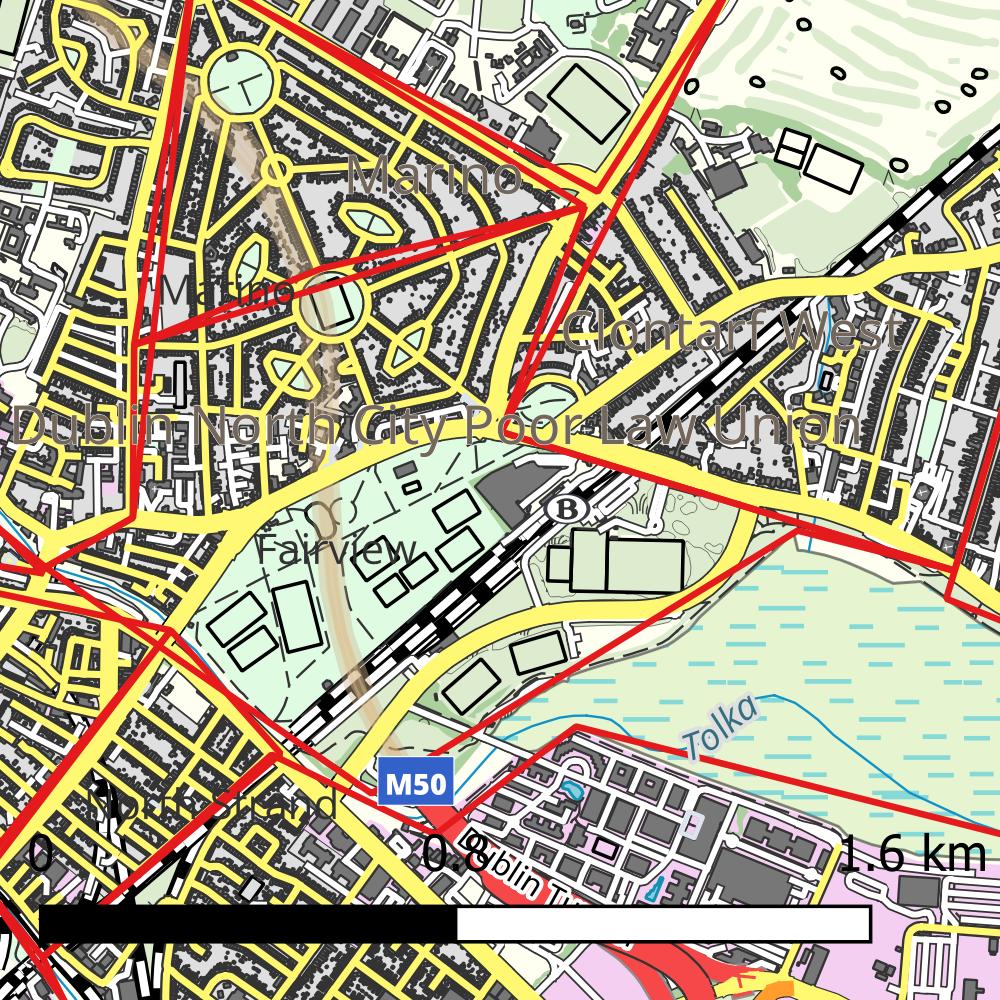 Marino
Marino
Clontarf West
Dublin North City Poor Law Union
B
Fairview
Tolka
M50
North Strand
0
0.8
1.6 km